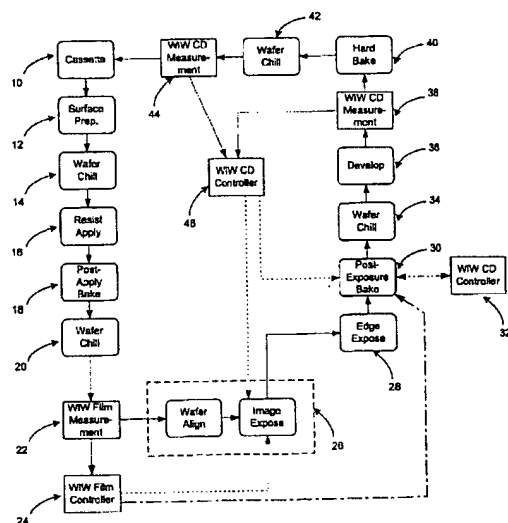 42
Wafer
Chill
WIW CD
Measure-
ment
44
Hard
Bake
40
Cassette
10
Surface
Prep.
12
WIW CD
Measurement
38
Wafer
Chill
14
WIW CD
Controller
46
Develop
36
Resist
Apply
16
Wafer
Chill
34
Post-
Apply
Bake
18
Post-
Exposure
Bake
30
WIW CD
Controller
32
Wafer
Chill
20
Edge
Expose
28
WIW Film
Measurement
22
Wafer
Align
Image
Expose
26
WIW Film
Controller
24